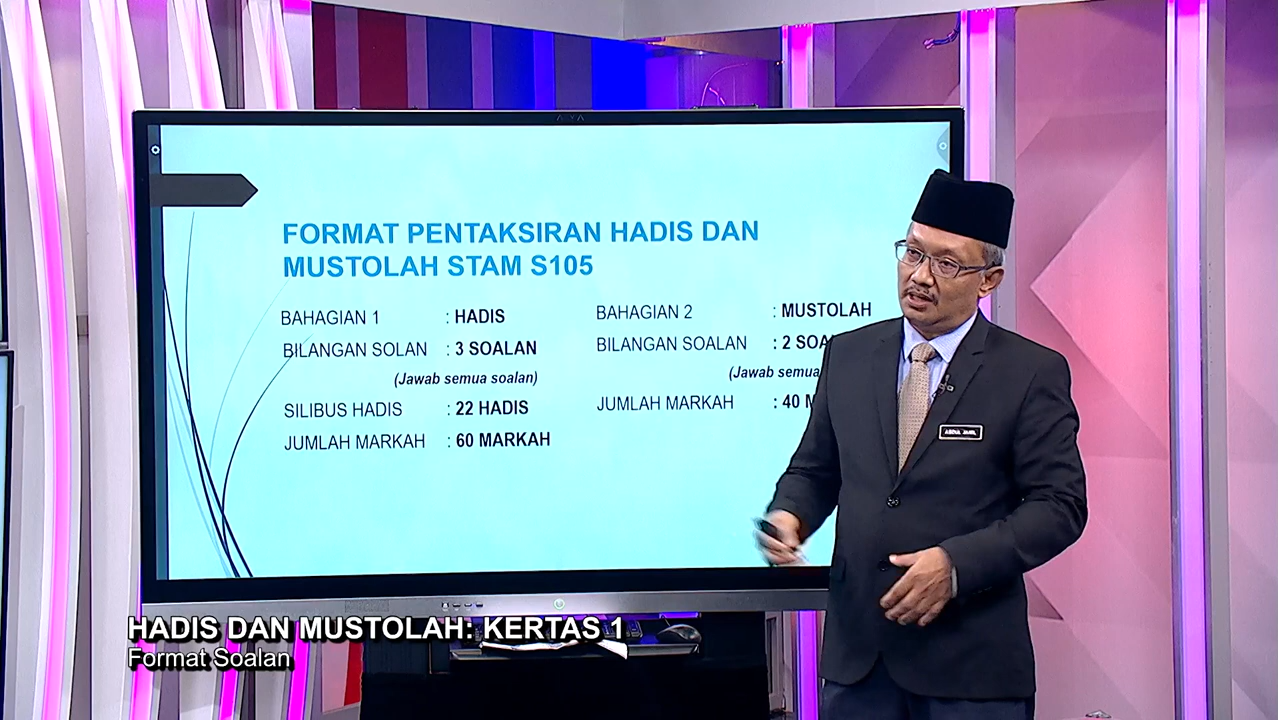 FORMAT PENTAKSIRAN HADIS DAN
MUSTOLAH STAM S105
BAHAGIAN 1 : HADIS
BILANGAN SOLAN : 3 SOALAN
(Jawab semua soalan)
SILIBUS HADIS : 22 HADIS
JUMLAH MARKAH : 60 MARKAH
BAHAGIAN 2 : MUSTOLAH
BILANGAN SOALAN : 2
(Jawab semua
JUMLAH MARKAH : 40
ABDUL JAMIL
HADIS DAN MUSTOLAH: KERTAS 1
Format Soalan